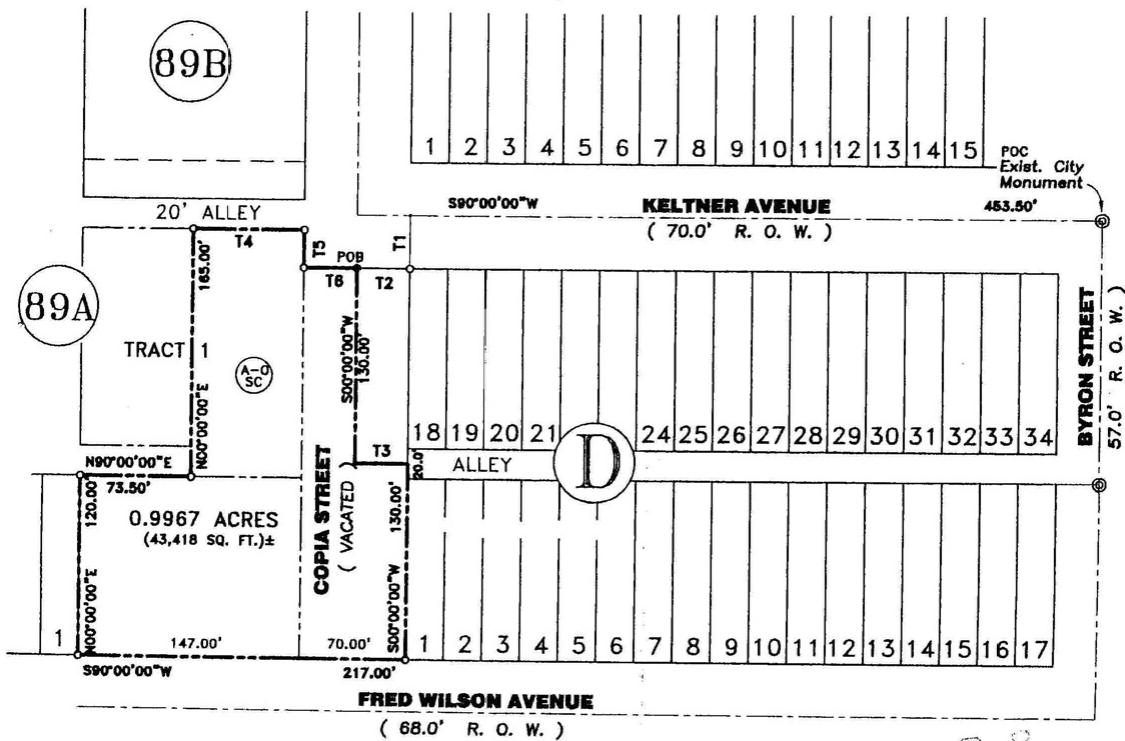 89B
1 2 3 4 5 6 7 8 9 10 11 12 13 14 15
POC
Exist. City
Monument
20' ALLEY
S90°00'00"W
KELTNER AVENUE
453.50'
( 70.0' R. O. W. )
T4
T5
POB
T1
T6
T2
165.00'
89A
TRACT 1
A-O
SC
N00°00'00"E
S00°00'00"W
130.00'
BYRON STREET
57.0' R. O. W. )
18 19 20 21 24 25 26 27 28 29 30 31 32 33 34
T3
20.0'
ALLEY
D
N90°00'00"E
73.50'
120.00'
0.9967 ACRES
(43,418 SQ. FT.)±
COPIA STREET
( VACATED )
130.00'
N00°00'00"E
S00°00'00"W
1
147.00'
70.00'
1 2 3 4 5 6 7 8 9 10 11 12 13 14 15 16 17
S90°00'00"W
217.00'
FRED WILSON AVENUE
( 68.0' R. O. W. )